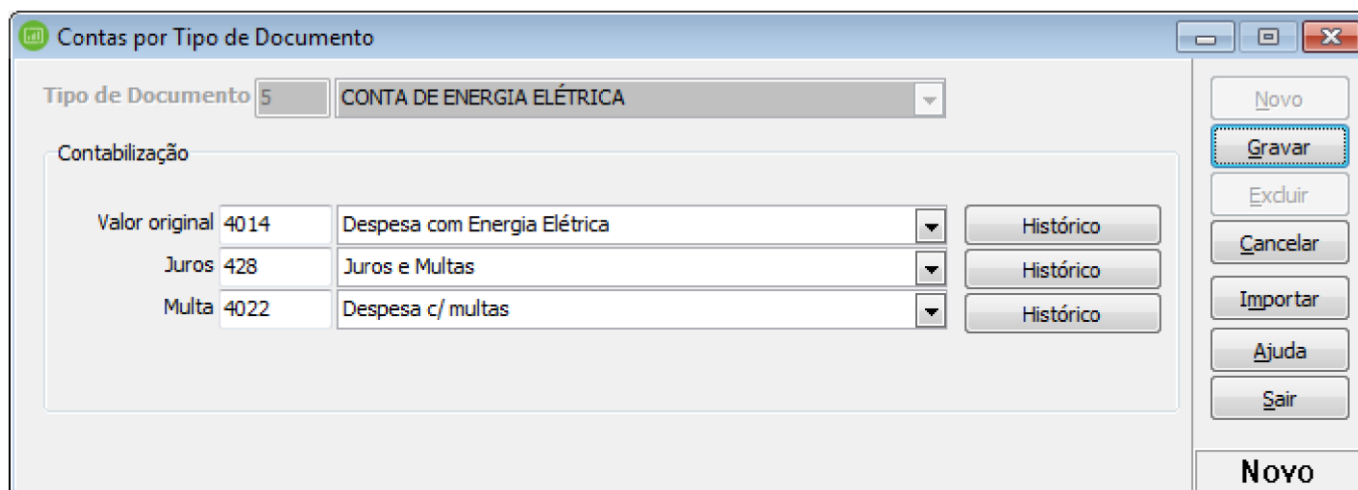 Contas por Tipo de Documento
Tipo de Documento 5 CONTA DE ENERGIA ELÉTRICA
Contabilização
Valor original 4014 Despesa com Energia Elétrica Histórico
Juros 428 Juros e Multas Histórico
Multa 4022 Despesa c/ multas Histórico
Novo
Gravar
Excluir
Cancelar
Importar
Ajuda
Sair
Novo